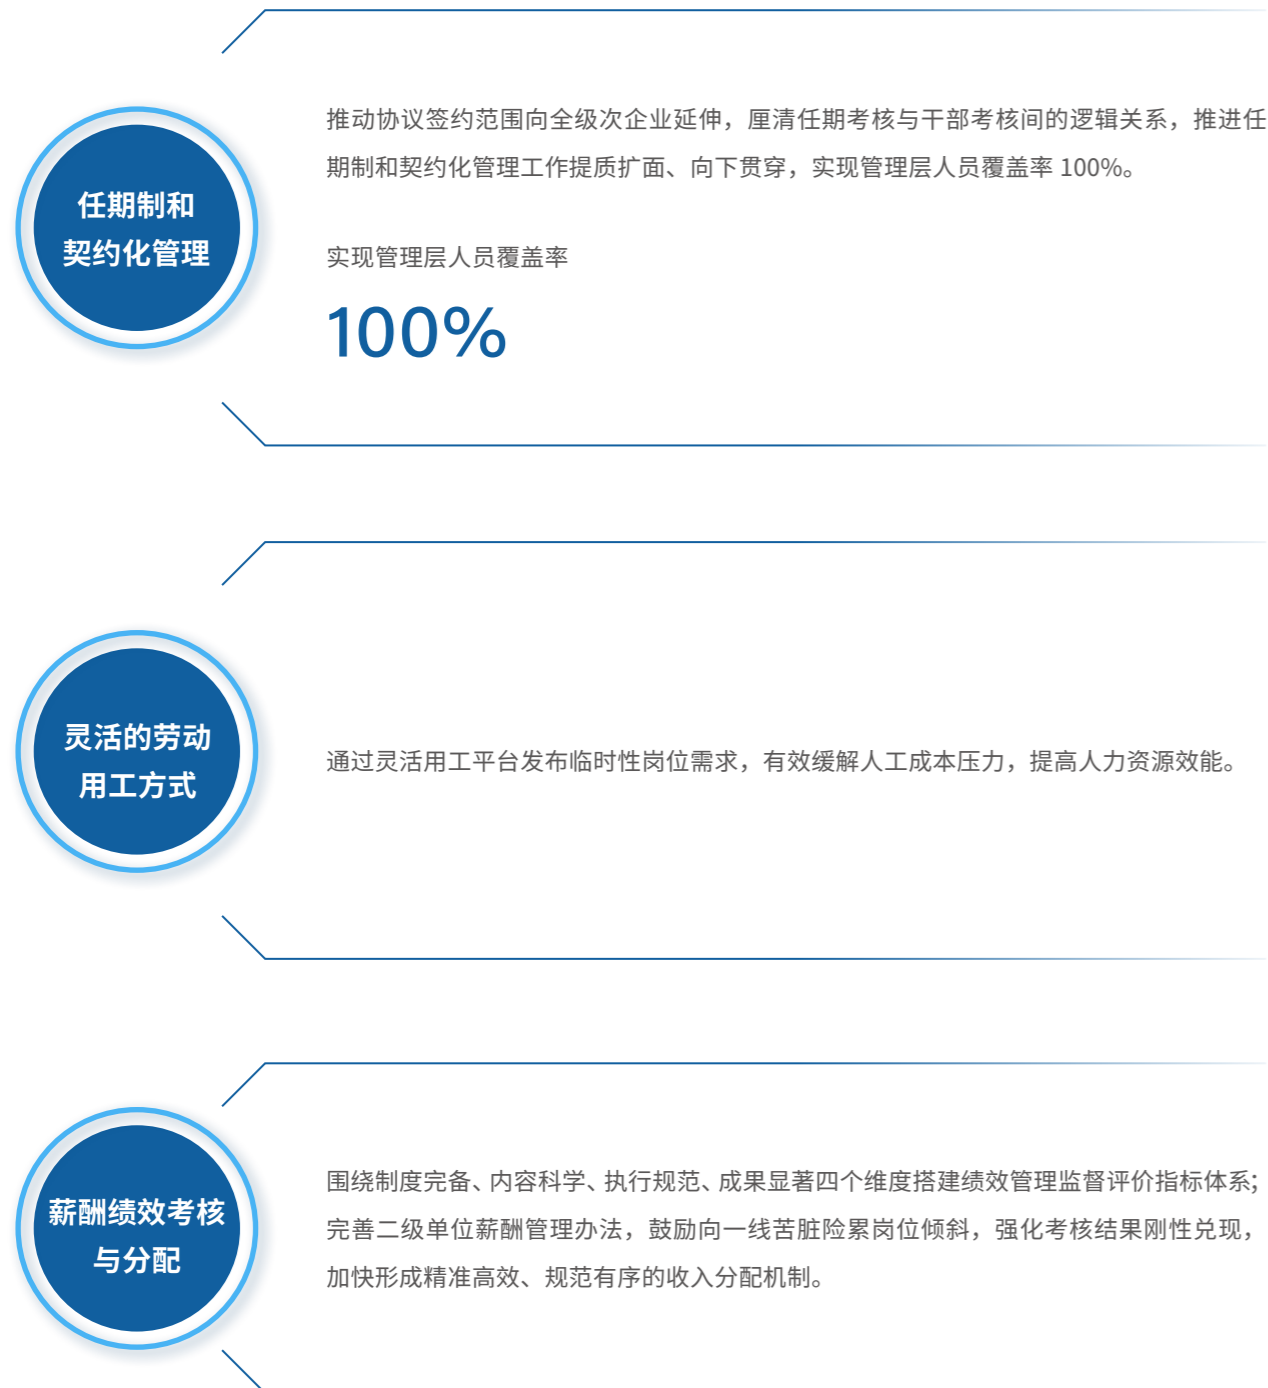 任期制和
契约化管理
推动协议签约范围向全级次企业延伸，厘清任期考核与干部考核间的逻辑关系，推进任
期制和契约化管理工作提质扩面、向下贯穿，实现管理层人员覆盖率 100%。
实现管理层人员覆盖率
100%
灵活的劳动
用工方式
通过灵活用工平台发布临时性岗位需求，有效缓解人工成本压力，提高人力资源效能。
薪酬绩效考核
与分配
围绕制度完备、内容科学、执行规范、成果显著四个维度搭建绩效管理监督评价指标体系；
完善二级单位薪酬管理办法，鼓励向一线苦脏险累岗位倾斜，强化考核结果刚性兑现，
加快形成精准高效、规范有序的收入分配机制。